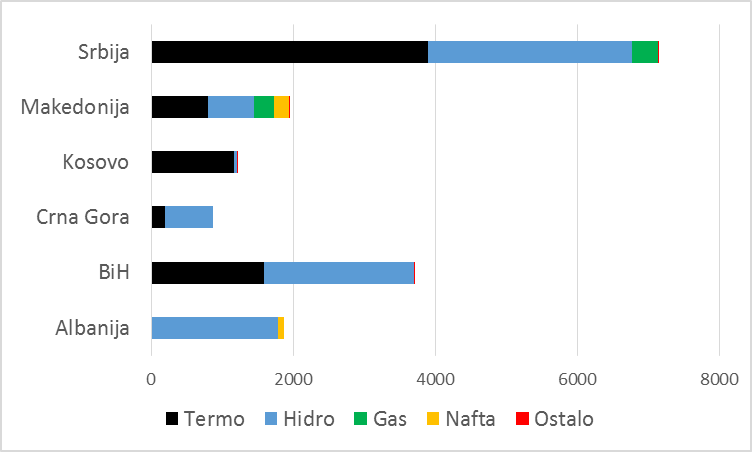 Srbija
Makedonija
Kosovo
Crna Gora
BiH
Albanija
0 2000 4000 6000 8000
Termo Hidro Gas Nafta Ostalo